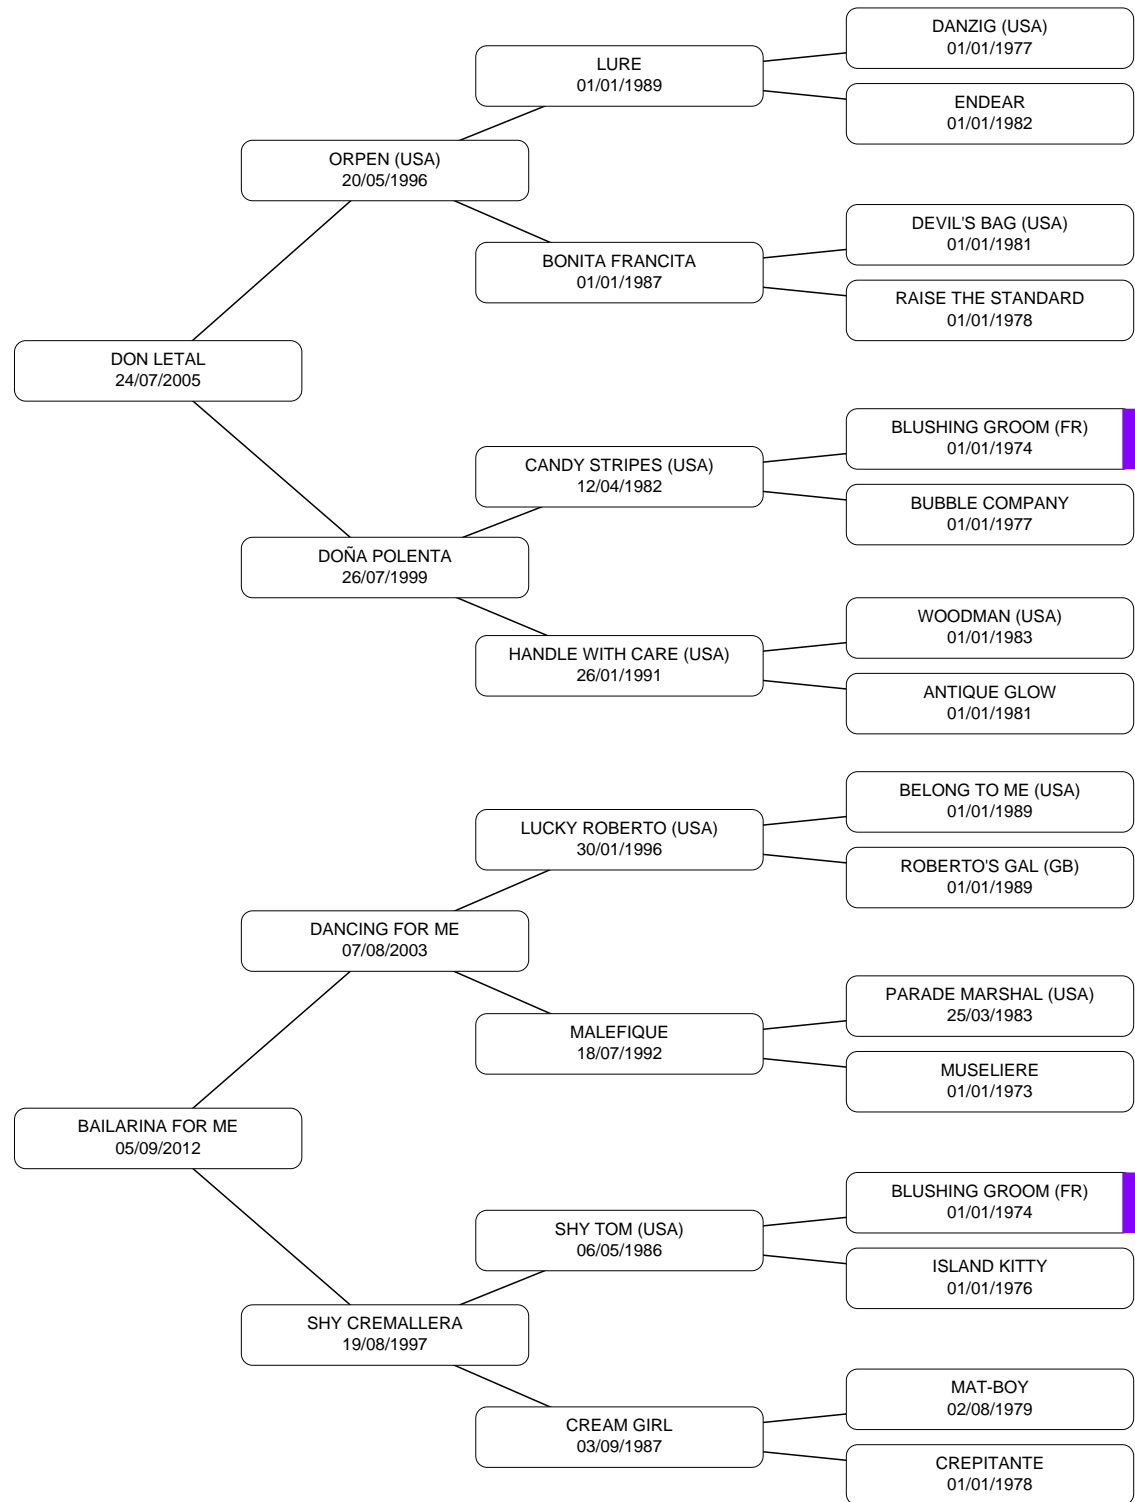 DANZIG (USA)
01/01/1977
LURE
01/01/1989
ENDEAR
01/01/1982
ORPEN (USA)
20/05/1996
DEVIL'S BAG (USA)
01/01/1981
BONITA FRANCITA
01/01/1987
RAISE THE STANDARD
01/01/1978
DON LETAL
24/07/2005
BLUSHING GROOM (FR)
01/01/1974
CANDY STRIPES (USA)
12/04/1982
BUBBLE COMPANY
01/01/1977
DOÑA POLENTA
26/07/1999
WOODMAN (USA)
01/01/1983
HANDLE WITH CARE (USA)
26/01/1991
ANTIQUE GLOW
01/01/1981
BELONG TO ME (USA)
01/01/1989
LUCKY ROBERTO (USA)
30/01/1996
ROBERTO'S GAL (GB)
01/01/1989
DANCING FOR ME
07/08/2003
PARADE MARSHAL (USA)
25/03/1983
MALEFIQUE
18/07/1992
MUSELIERE
01/01/1973
BAILARINA FOR ME
05/09/2012
BLUSHING GROOM (FR)
01/01/1974
SHY TOM (USA)
06/05/1986
ISLAND KITTY
01/01/1976
SHY CREMALLERA
19/08/1997
MAT-BOY
02/08/1979
CREAM GIRL
03/09/1987
CREPITANTE
01/01/1978